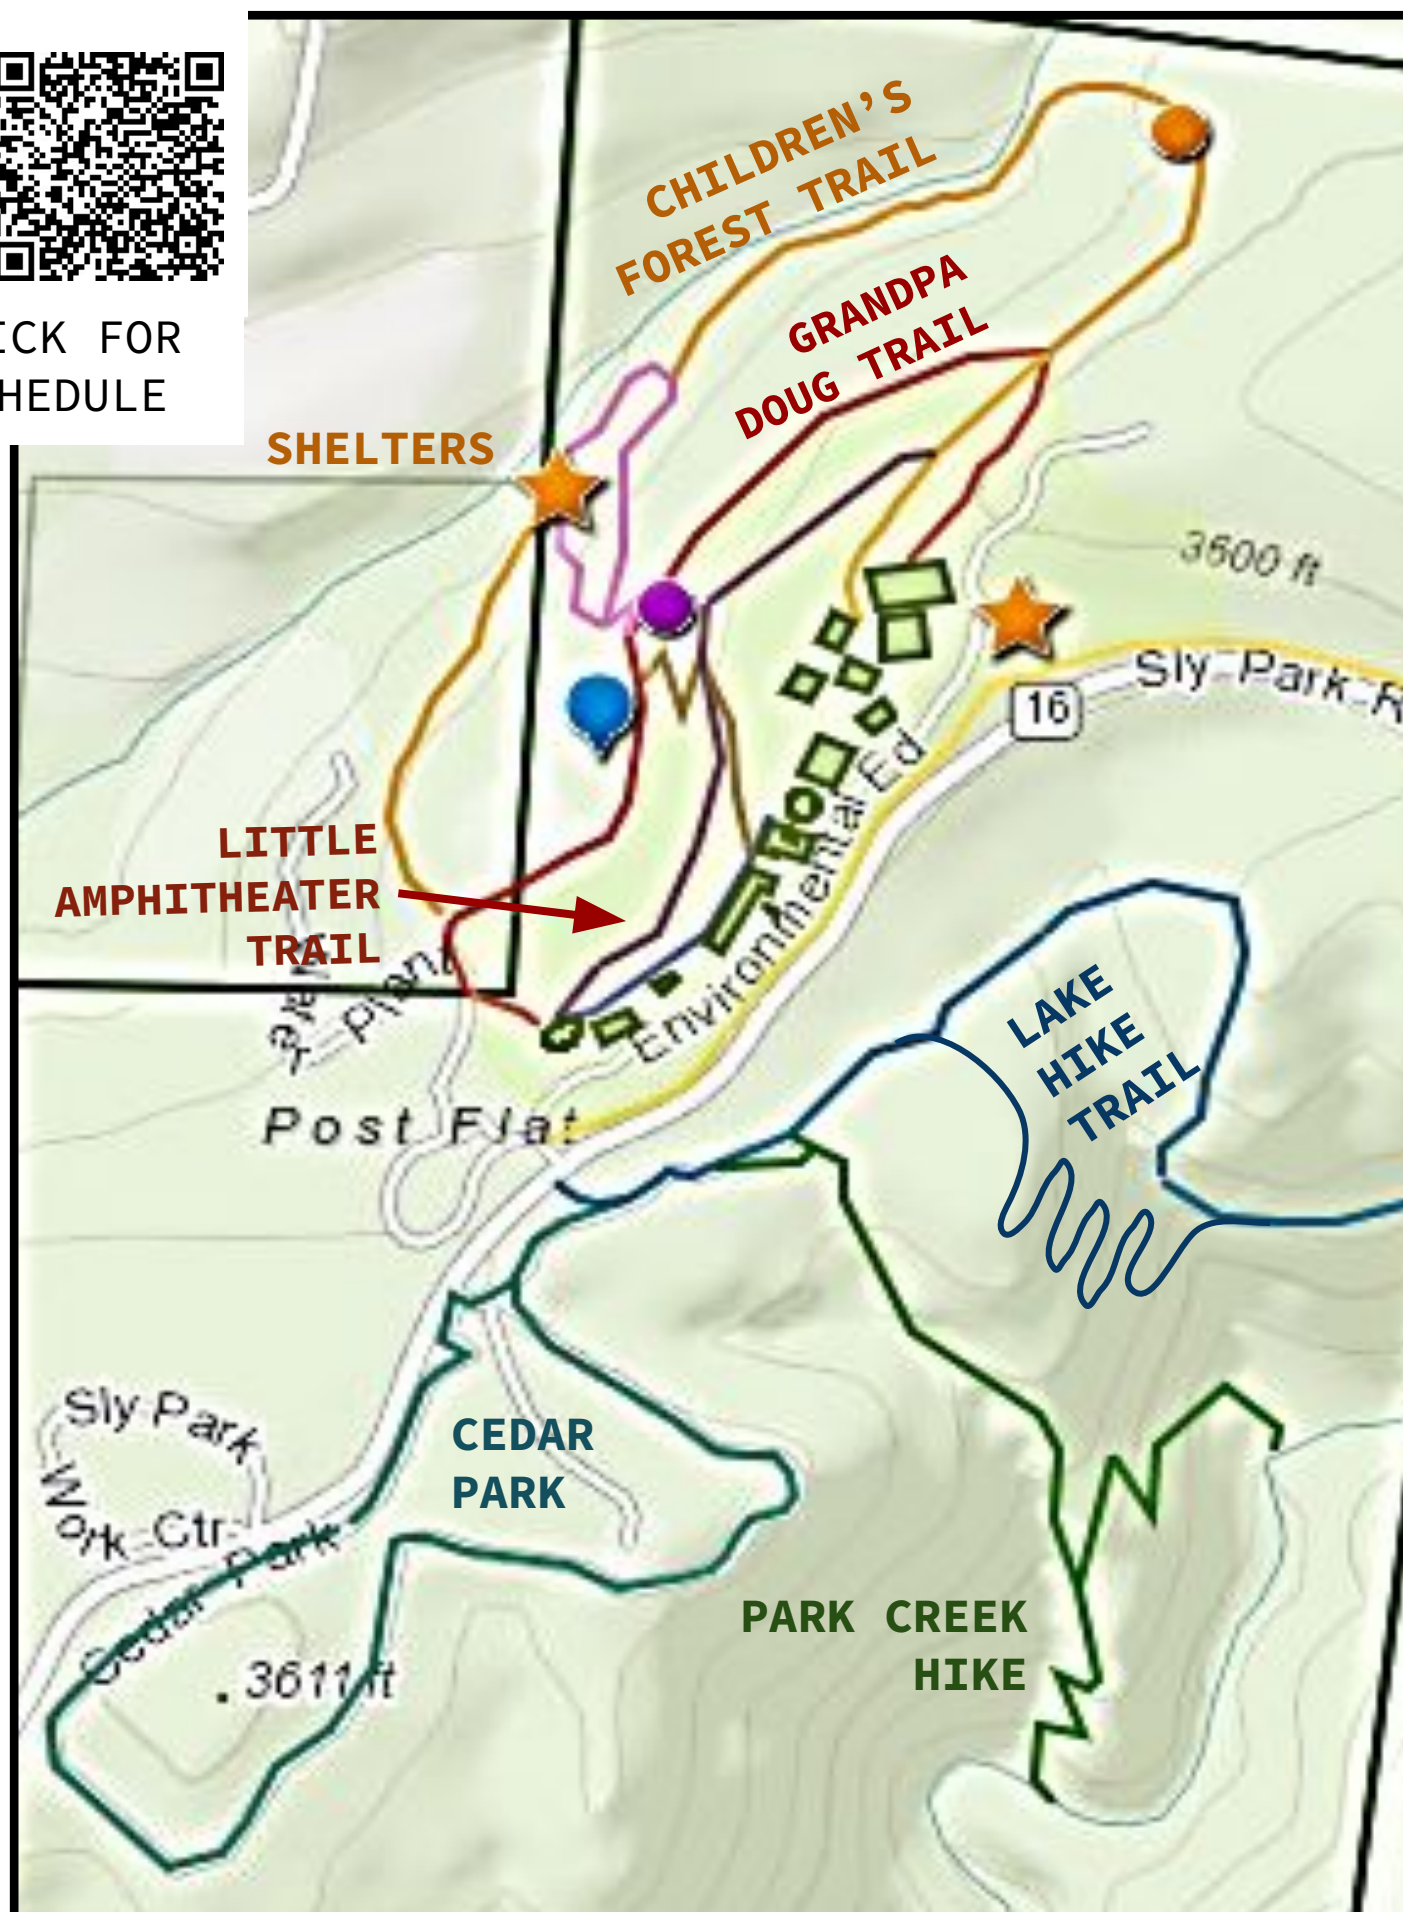 ICK FOR
HEDULE
CHILDREN'S
FOREST TRAIL
GRANDPA
DOUG TRAIL
SHELTERS
3600 ft
Sly Park R
16
LITTLE
AMPHITHEATER
TRAIL
Environmental Ed
Plant
Post Flat
LAKE
HIKE
TRAIL
Sly Park
Work Ctr
CEDAR
PARK
Cedar Park
3611 ft
PARK CREEK
HIKE